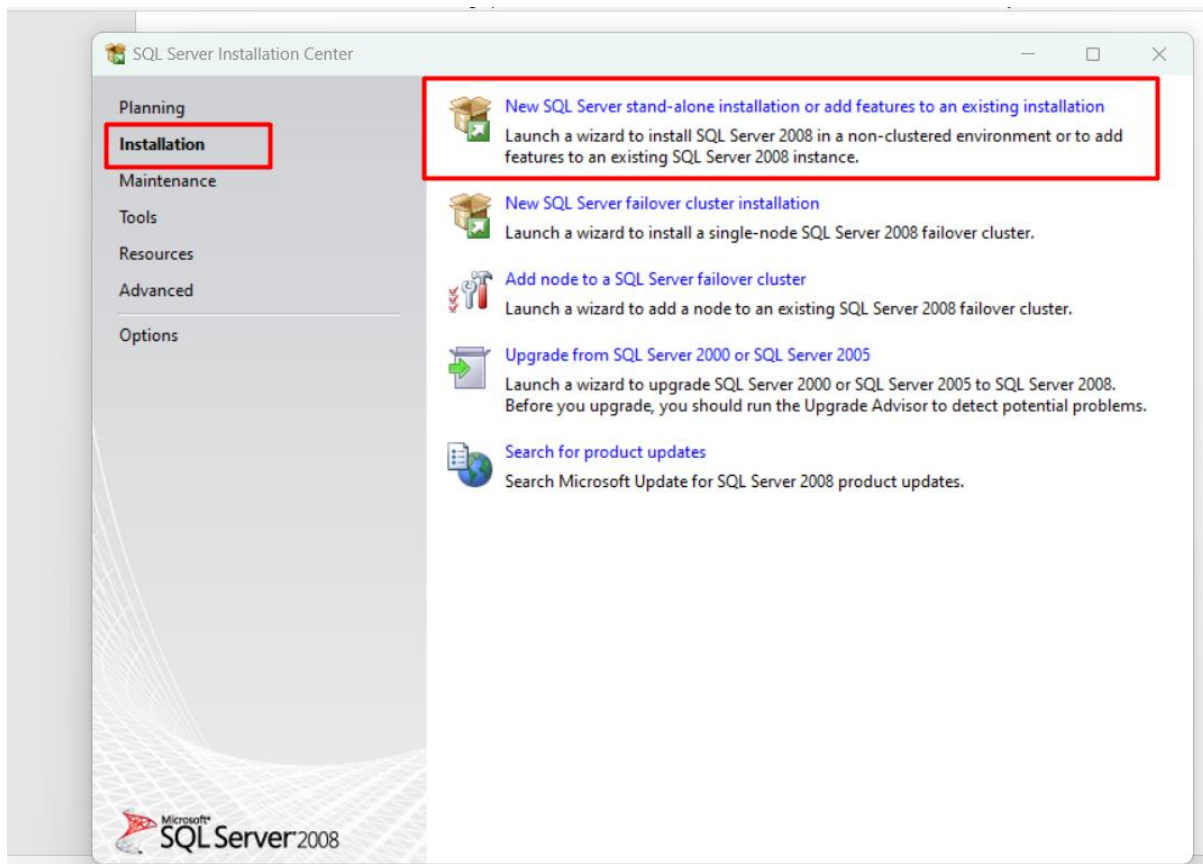 SQL Server Installation Center
Planning
Installation
Maintenance
Tools
Resources
Advanced
Options
New SQL Server stand-alone installation or add features to an existing installation
Launch a wizard to install SQL Server 2008 in a non-clustered environment or to add
features to an existing SQL Server 2008 instance.
New SQL Server failover cluster installation
Launch a wizard to install a single-node SQL Server 2008 failover cluster.
Add node to a SQL Server failover cluster
Launch a wizard to add a node to an existing SQL Server 2008 failover cluster.
Upgrade from SQL Server 2000 or SQL Server 2005
Launch a wizard to upgrade SQL Server 2000 or SQL Server 2005 to SQL Server 2008.
Before you upgrade, you should run the Upgrade Advisor to detect potential problems.
Search for product updates
Search Microsoft Update for SQL Server 2008 product updates.
Microsoft
SQL Server 2008